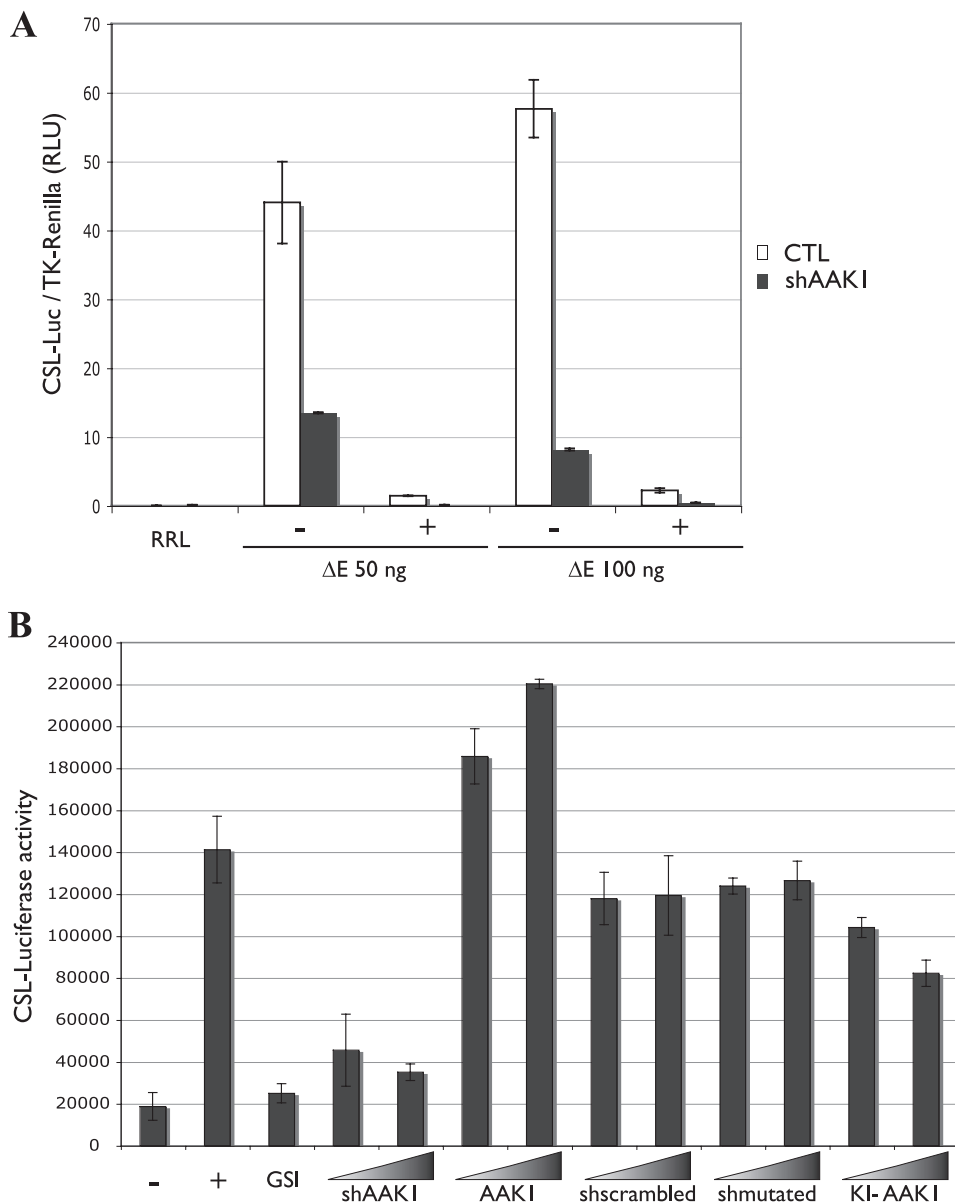 A
70
60
50
40
30
20
10
0
CSL-Luc / TK-Renilla (RLU)
CTL
shAAK1
RRL
- + - +
ΔE 50 ng ΔE 100 ng
B
240000
220000
200000
180000
160000
140000
120000
100000
80000
60000
40000
20000
0
CSL-Luciferase activity
- + GSI shAAK1 AAK1 shscrambled shmutated KI- AAK1